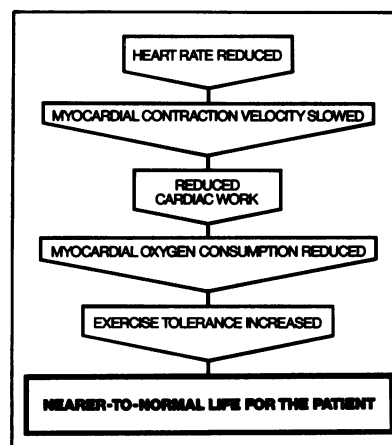 HEART RATE REDUCED
MYOCARDIAL CONTRACTION VELOCITY SLOWED
REDUCED
CARDIAC WORK
MYOCARDIAL OXYGEN CONSUMPTION REDUCED
EXERCISE TOLERANCE INCREASED
NEARER-TO-NORMAL LIFE FOR THE PATIENT